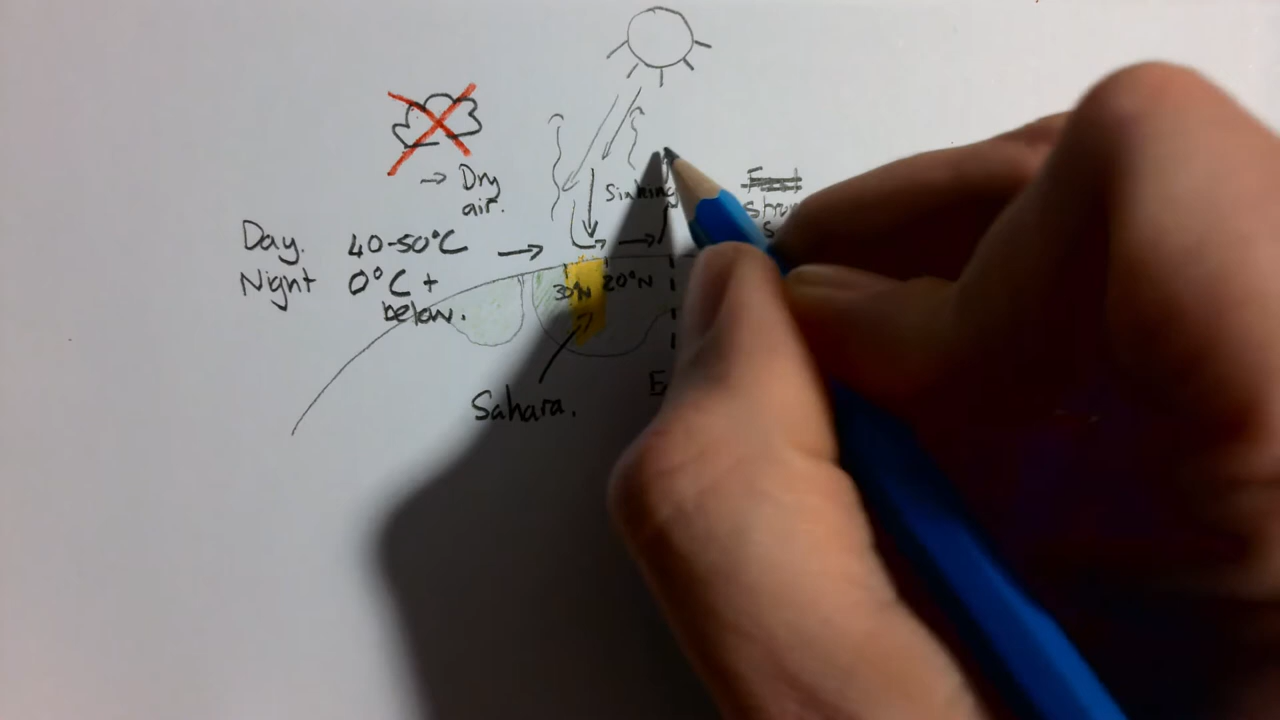 → Dry
air.
Sinking
Day. 40-50°C →
Night 0°C +
below.
30°N 20°N
E
Sahara.